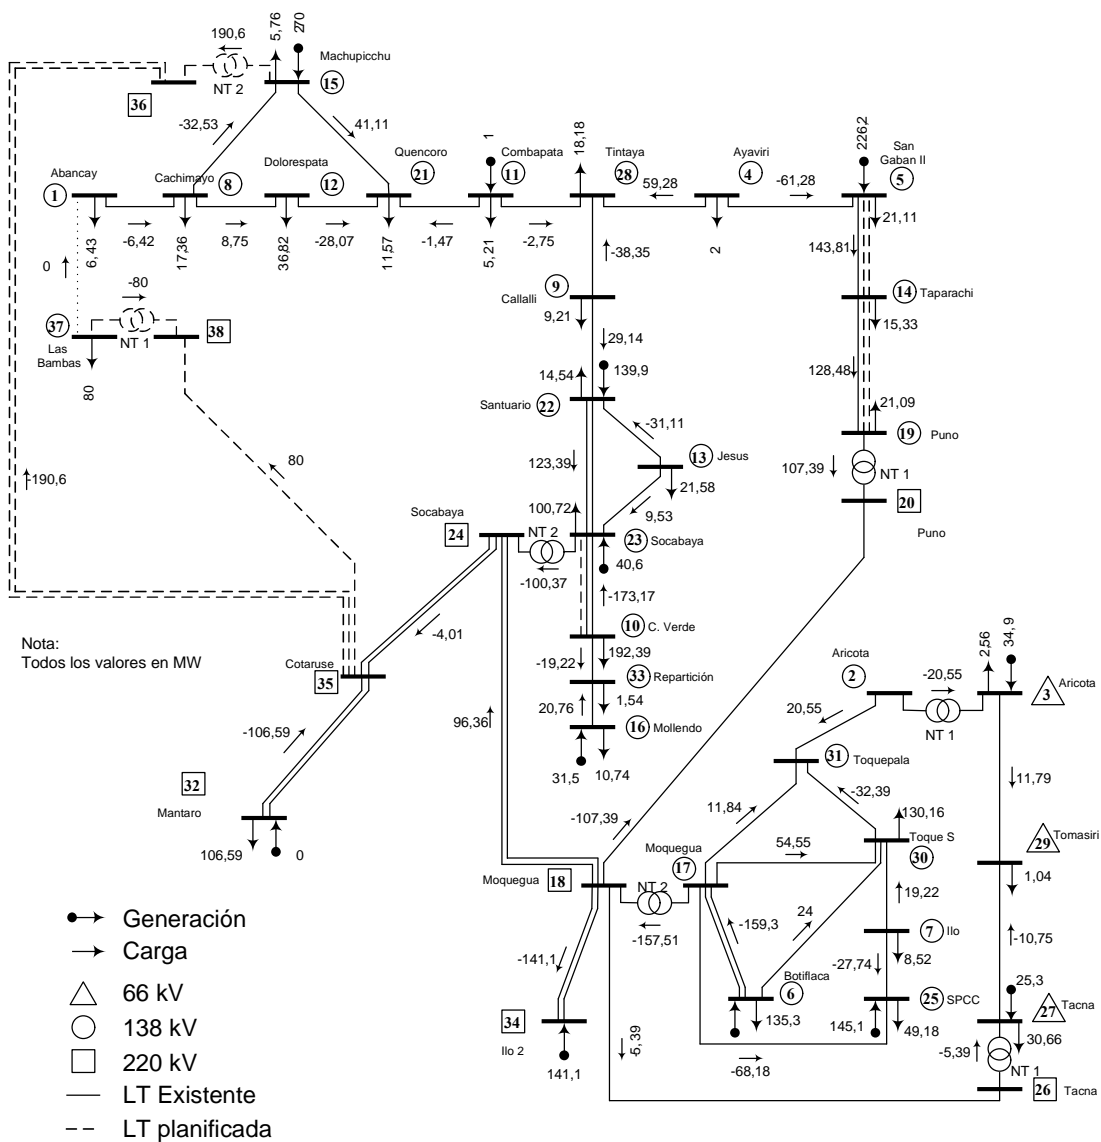 190,6
5,76
270
Machupicchu
NT 2
36
15
-32,53
41,11
Abancay
1
Cachimayo
8
Dolorespata
12
Quencoro
21
Combapata
11
1
18,18
Tintaya
28
Ayaviri
4
226,2
San
Gaban II
5
59,28
-61,28
-6,42
8,75
-28,07
-1,47
-2,75
6,43
17,36
36,82
11,57
5,21
2
21,11
143,81
-38,35
0
-80
37
NT 1
38
Las
Bambas
80
9
Callalli
9,21
29,14
14
Taparachi
15,33
14,54
139,9
Santuario
22
128,48
21,09
-31,11
19
Puno
13
Jesus
123,39
21,58
107,39
NT 1
80
-190,6
100,72
9,53
20
Puno
Socabaya
24
NT 2
23
Socabaya
40,6
-100,37
-173,17
-4,01
10
C. Verde
Nota:
Todos los valores en MW
Cotaruse
35
-19,22
192,39
33
Repartición
1,54
20,76
16
Mollendo
31,5
10,74
Aricota
2
-20,55
2,56
34,9
3
Aricota
NT 1
20,55
96,36
-106,59
32
Mantaro
106,59
0
31
Toquepala
11,79
-32,39
11,84
130,16
-107,39
54,55
Toque S
30
29
Tomasiri
1,04
Moquegua
17
Moquegua
18
NT 2
-157,51
-159,3
24
19,22
7
Ilo
8,52
-10,75
-141,1
Botiflaca
6
135,3
-27,74
25
SPCC
145,1
49,18
25,3
27
Tacna
30,66
34
Ilo 2
141,1
-5,39
-68,18
-5,39
NT 1
26
Tacna
Generación
Carga
66 kV
138 kV
220 kV
LT Existente
LT planificada